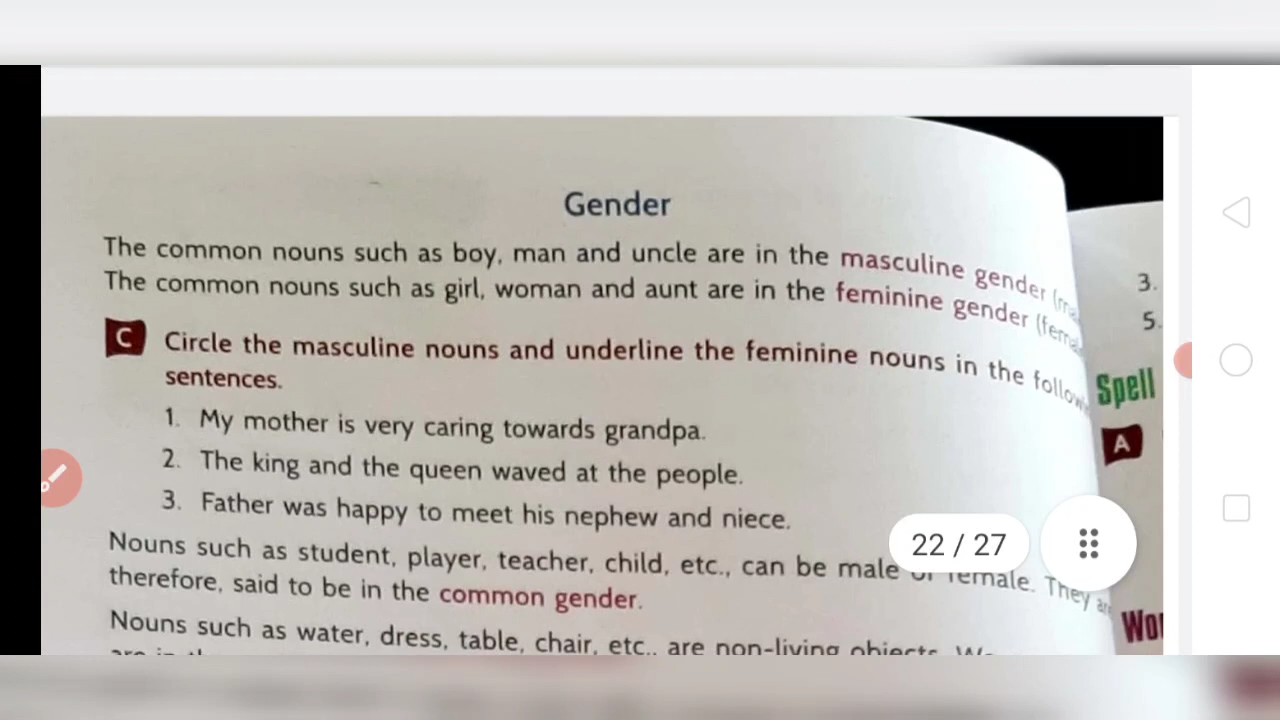 Gender
The common nouns such as boy, man and uncle are in the masculine gender
The common nouns such as girl, woman and aunt are in the feminine gender
C Circle the masculine nouns and underline the feminine nouns in the
sentences.
1. My mother is very caring towards grandpa.
2. The king and the queen waved at the people.
3. Father was happy to meet his nephew and niece.
Nouns such as student, player, teacher, child, etc., can be male or female. They
therefore, said to be in the common gender.
Nouns such as water, dress, table, chair, etc., are non-living objects.
3.
5.
Spell
A
22 / 27